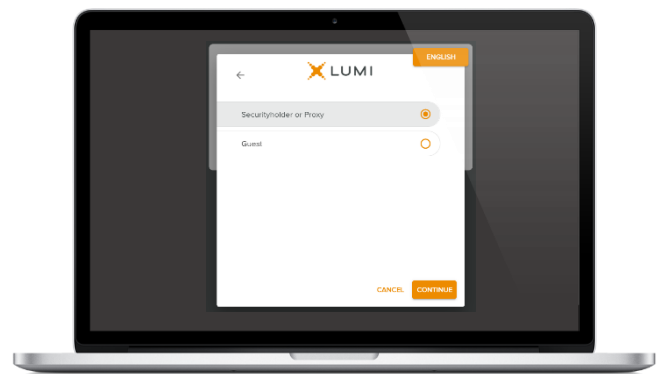 ENGLISH
LUMI
Securityholder or Proxy
Guest
CANCEL
CONTINUE